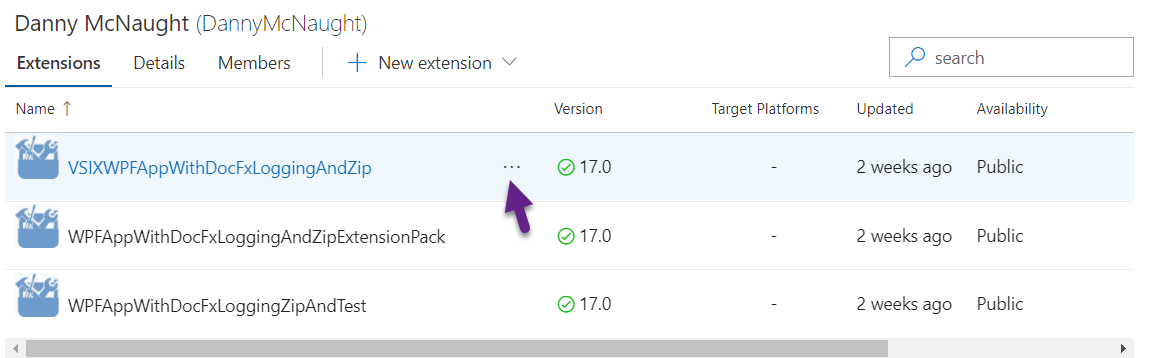 Danny McNaught (DannyMcNaught)
Extensions Details Members New extension search
Name ↑ Version Target Platforms Updated Availability
VSIXWPFAppWithDocFxLoggingAndZip ... 17.0 - 2 weeks ago Public
WPFAppWithDocFxLoggingAndZipExtensionPack 17.0 - 2 weeks ago Public
WPFAppWithDocFxLoggingZipAndTest 17.0 - 2 weeks ago Public